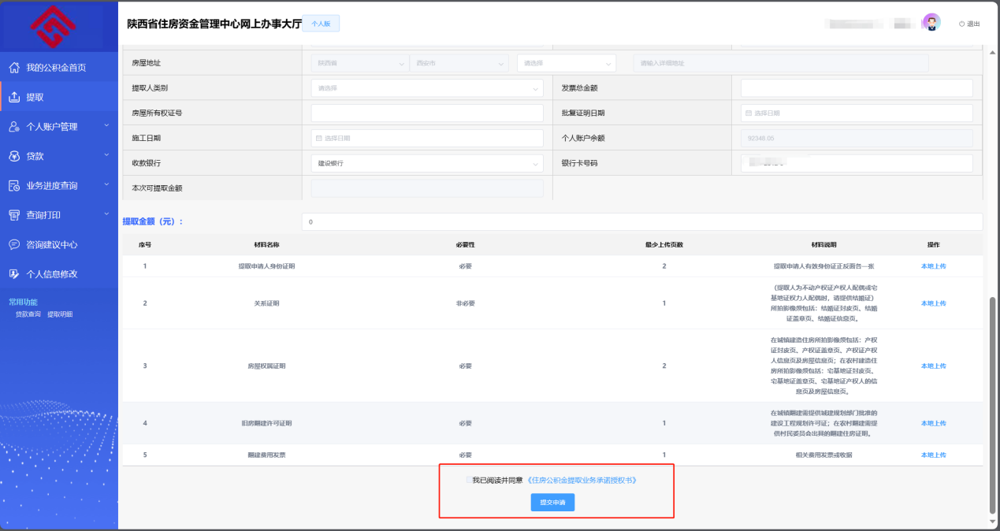 陕西省住房资金管理中心网上办事大厅 个人版
退出
我的公积金首页
提取
个人账户管理
贷款
业务进度查询
查询打印
咨询建议中心
个人信息修改
常用功能
贷款查询 提取明细
房屋地址 陕西省 西安市 请选择 请输入详细地址
提取人类别 请选择 发票总金额
房屋所有权证号 批复证明日期 选择日期
施工日期 选择日期 个人账户余额 92348.05
收款银行 建设银行 银行卡号码
本次可提取金额
提取金额（元）： 0
序号 材料名称 必要性 最少上传页数 材料说明 操作
1 提取申请人身份证明 必要 2 提取申请人有效身份证正反面各一张 本地上传
2 关系证明 非必要 1 （提取人为不动产权证产权人配偶或宅
基地证权力人配偶时，请提供结婚证）
所拍影像须包括：结婚证封皮页、结婚
证盖章页、结婚证信息页。 本地上传
3 房屋权属证明 必要 2 在城镇建造住房所拍影像须包括：产权
证封皮页、产权证盖章页、产权证产权
人信息页及房屋信息页；在农村建造住
房所拍影像须包括：宅基地证封皮页、
宅基地证盖章页、宅基地证产权人的信
息页及房屋信息页。 本地上传
4 旧房翻建许可证明 必要 1 在城镇翻建需提供城建规划部门批准的
建设工程规划许可证；在农村翻建需提
供村民委员会出具的翻建住房证明。 本地上传
5 翻建费用发票 必要 1 相关费用发票或收据 本地上传
我已阅读并同意 《住房公积金提取业务承诺授权书》
提交申请